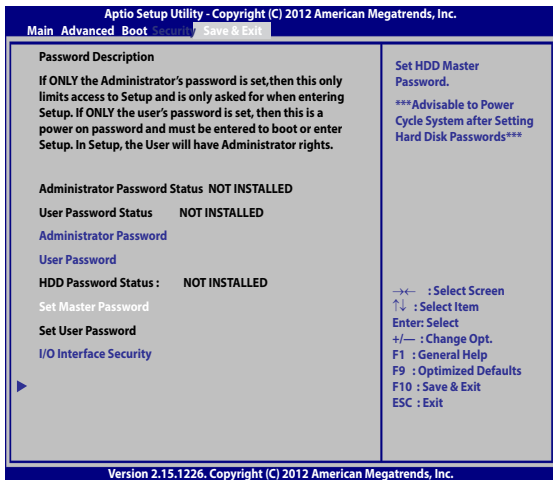 Aptio Setup Utility - Copyright (C) 2012 American Megatrends, Inc.
Main Advanced Boot Security Save & Exit
Password Description
If ONLY the Administrator's password is set,then this only
limits access to Setup and is only asked for when entering
Setup. If ONLY the user's password is set, then this is a
power on password and must be entered to boot or enter
Setup. In Setup, the User will have Administrator rights.
Administrator Password Status NOT INSTALLED
User Password Status NOT INSTALLED
Administrator Password
User Password
HDD Password Status : NOT INSTALLED
Set Master Password
Set User Password
I/O Interface Security
Set HDD Master
Password.
***Advisable to Power
Cycle System after Setting
Hard Disk Passwords***
→← : Select Screen
↑↓ : Select Item
Enter: Select
+/— : Change Opt.
F1 : General Help
F9 : Optimized Defaults
F10 : Save & Exit
ESC : Exit
Version 2.15.1226. Copyright (C) 2012 American Megatrends, Inc.